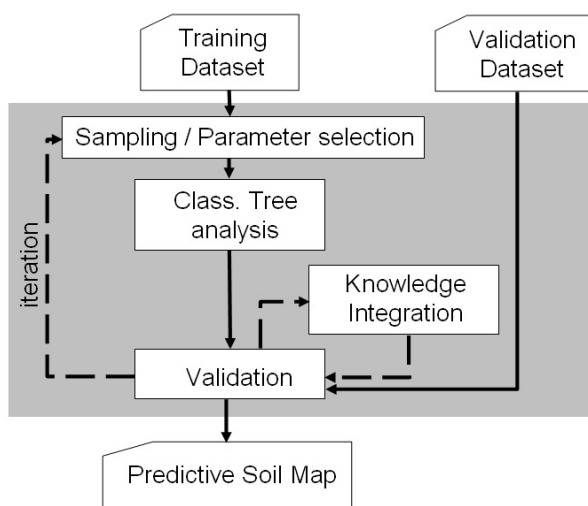 Training
Dataset
Validation
Dataset
Sampling / Parameter selection
Class. Tree
analysis
iteration
Knowledge
Integration
Validation
Predictive Soil Map